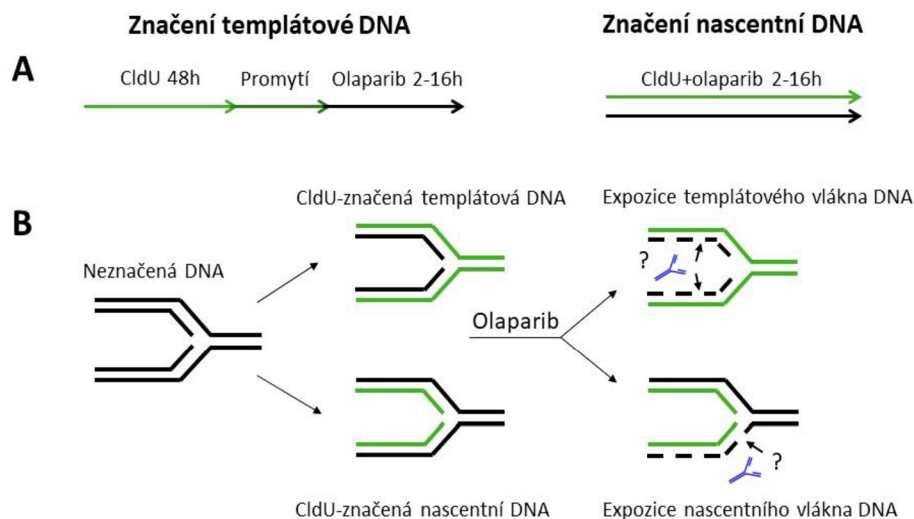 Značení templátové DNA
Značení nascentní DNA
A
CldU 48h
Promytí
Olaparib 2-16h
CldU+olaparib 2-16h
B
CldU-značená templátová DNA
Expozice templátového vlákna DNA
Neznačená DNA
?
Olaparib
?
CldU-značená nascentní DNA
Expozice nascentního vlákna DNA